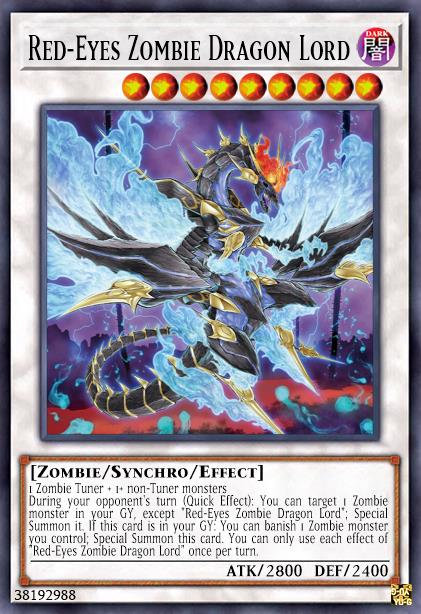 Red-Eyes Zombie Dragon Lord
DARK
闇
[Zombie/Synchro/Effect]
1 Zombie Tuner + 1+ non-Tuner monsters
During your opponent's turn (Quick Effect): You can target 1 Zombie
monster in your GY, except "Red-Eyes Zombie Dragon Lord"; Special
Summon it. If this card is in your GY: You can banish 1 Zombie monster
you control; Special Summon this card. You can only use each effect of
"Red-Eyes Zombie Dragon Lord" once per turn.
ATK/2800 DEF/2400
38192988